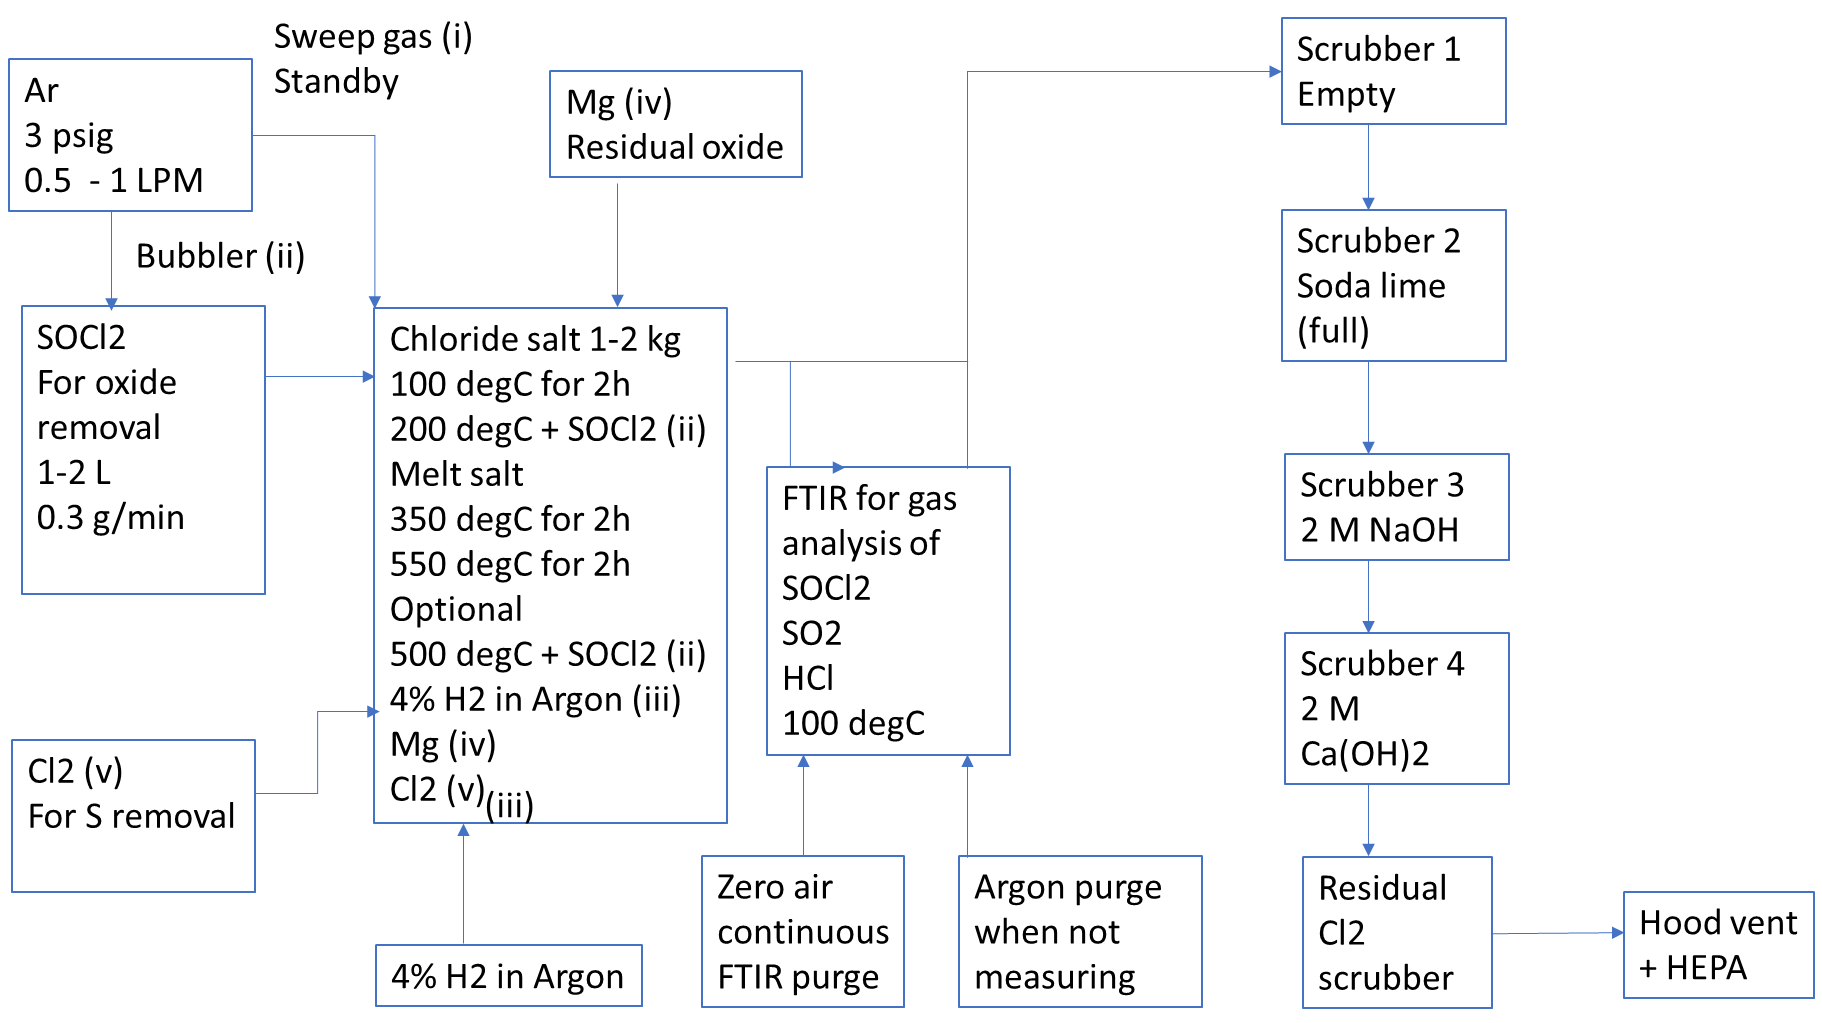 Sweep gas (i)
Standby
Ar
3 psig
0.5  - 1 LPM
Bubbler (ii)
SOCl2
For oxide
removal
1-2 L
0.3 g/min
Cl2 (v)
For S removal
Mg (iv)
Residual oxide
Chloride salt 1-2 kg
100 degC for 2h
200 degC + SOCl2 (ii)
Melt salt
350 degC for 2h
550 degC for 2h
Optional
500 degC + SOCl2 (ii)
4% H2 in Argon (iii)
Mg (iv)
Cl2 (v)
(iii)
4% H2 in Argon
FTIR for gas
analysis of
SOCl2
SO2
HCl
100 degC
Zero air
continuous
FTIR purge
Argon purge
when not
measuring
Scrubber 1
Empty
Scrubber 2
Soda lime
(full)
Scrubber 3
2 M NaOH
Scrubber 4
2 M
Ca(OH)2
Residual
Cl2
scrubber
Hood vent
+ HEPA